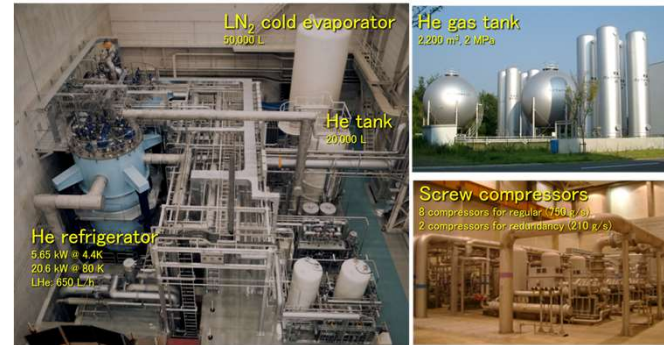 LN₂ cold evaporator
50,000 L
He tank
20,000 L
He refrigerator
5.65 kW @ 4.4K
20.6 kW @ 80 K
LHe: 650 L/h
He gas tank
2,200 m³, 2 MPa
Screw compressors
8 compressors for regular (750 g/s)
2 compressors for redundancy (210 g/s)